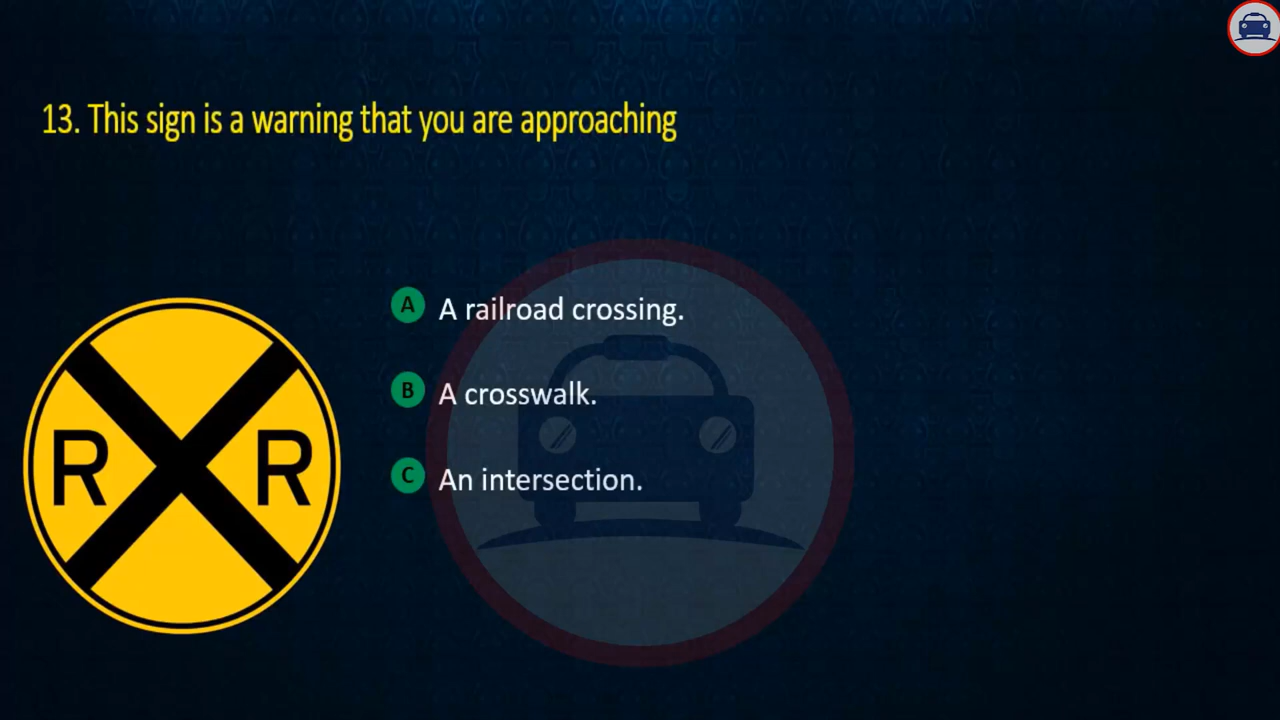 13. This sign is a warning that you are approaching
A A railroad crossing.
B A crosswalk.
C An intersection.
R R